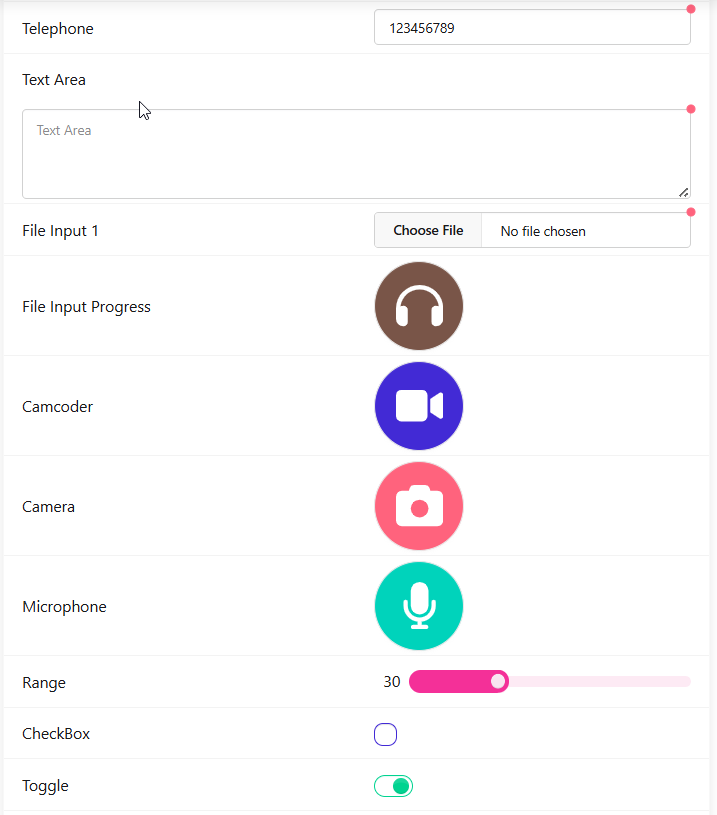 Telephone
123456789
Text Area
Text Area
File Input 1
Choose File
No file chosen
File Input Progress
Camcoder
Camera
Microphone
Range
30
CheckBox
Toggle